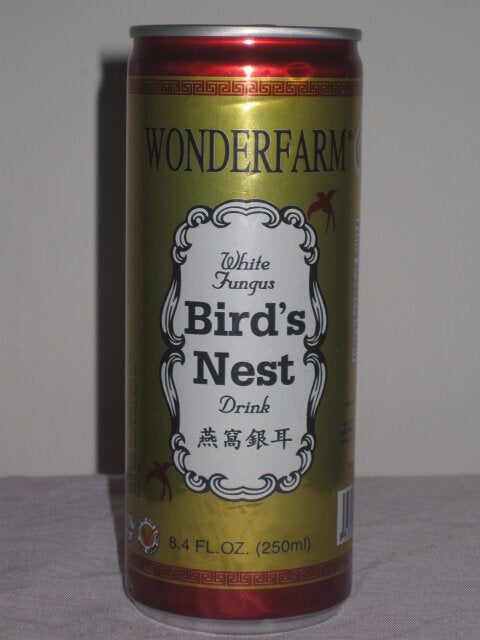 WONDERFARM
White
Fungus
Bird's
Nest
Drink
燕窩銀耳
8.4 FL.OZ. (250ml)